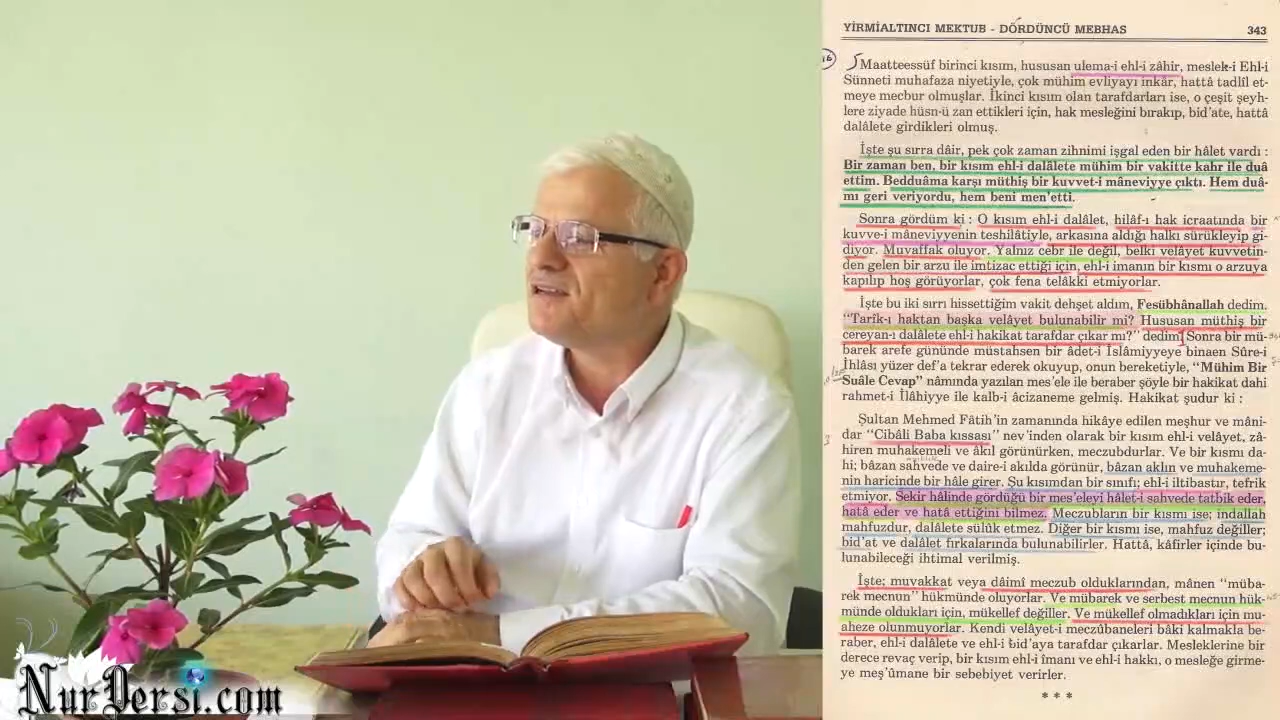 YİRMİALTINCI MEKTUB - DÖRDÜNCÜ MEBHAS 343
Maatteessüf birinci kısım, hususan ulema-i ehl-i zâhir, meslek-i Ehl-i
Sünneti muhafaza niyetiyle, çok mühim evliyayı inkâr, hattâ tadlîl et-
meye mecbur olmuşlar. İkinci kısım olan tarafdarları ise, o çeşit şeyh-
lere ziyade hüsn-ü zan ettikleri için, hak mesleğini bırakıp, bid'ate, hattâ
dalâlete girdikleri olmuş.
İşte şu sırra dâir, pek çok zaman zihnimi işgal eden bir hâlet vardı :
Bir zaman ben, bir kısım ehl-i dalâlete mühim bir vakitte kahr ile duâ
ettim. Bedduâma karşı müthiş bir kuvvet-i mâneviyye çıktı. Hem duâ-
mı geri veriyordu, hem beni men'etti.
Sonra gördüm ki : O kısım ehl-i dalâlet, hilâf-ı hak icraatında bir
kuvve-i mâneviyyenin teshilâtiyle, arkasına aldığı halkı sürükleyip gi-
diyor. Muvaffak oluyor. Yalnız cebr ile değil, belki velâyet kuvvetin-
den gelen bir arzu ile imtizac ettiği için, ehl-i imanın bir kısmı o arzuya
kapılıp hoş görüyorlar, çok fena telâkki etmiyorlar.
İşte bu iki sırrı hissettiğim vakit dehşet aldım, Fesübhânallah dedim.
"Tarîk-ı haktan başka velâyet bulunabilir mi? Hususan müthiş bir
cereyan-ı dalâlete ehl-i hakikat tarafdar çıkar mı?" dedim. Sonra bir mü-
barek arefe gününde müstahsen bir âdet-i İslâmiyyeye binaen Sûre-i
İhlâsı yüzer def'a tekrar ederek okuyup, onun bereketiyle, "Mühim Bir
Suâle Cevap" nâmında yazılan mes'ele ile beraber şöyle bir hakikat dahi
rahmet-i İlâhiyye ile kalb-i âcizaneme gelmiş. Hakikat şudur ki :
Sultan Mehmed Fâtih'in zamanında hikâye edilen meşhur ve mâni-
dar "Cibâli Baba kıssası" nev'inden olarak bir kısım ehl-i velâyet, zâ-
hiren muhakemeli ve âkıl görünürken, meczubdurlar. Ve bir kısmı da-
hi; bâzan sahvede ve daire-i akılda görünür, bâzan aklın ve muhakeme-
nin haricinde bir hâle girer. Şu kısımdan bir sınıfı; ehl-i iltibastır, tefrik
etmiyor. Sekir hâlinde gördüğü bir mes'eleyi hâlet-i sahvede tatbik eder,
hatâ eder ve hatâ ettiğini bilmez. Meczubların bir kısmı ise; indallah
mahfuzdur, dalâlete sülûk etmez. Diğer bir kısmı ise, mahfuz değiller;
bid'at ve dalâlet fırkalarında bulunabilirler. Hattâ, kâfirler içinde bu-
lunabileceği ihtimal verilmiş.
İşte; muvakkat veya dâimî meczub olduklarından, mânen "müba-
rek mecnun" hükmünde oluyorlar. Ve mübarek ve serbest mecnun hük-
münde oldukları için, mükellef değiller. Ve mükellef olmadıkları için mu-
aheze olunmuyorlar. Kendi velâyet-i meczûbaneleri bâki kalmakla be-
raber, ehl-i dalâlete ve ehl-i bid'aya tarafdar çıkarlar. Mesleklerine bir
derece revaç verip, bir kısım ehl-i îmanı ve ehl-i hakkı, o mesleğe girme-
ye meş'ûmane bir sebebiyet verirler.
* * *
NurDersi.com